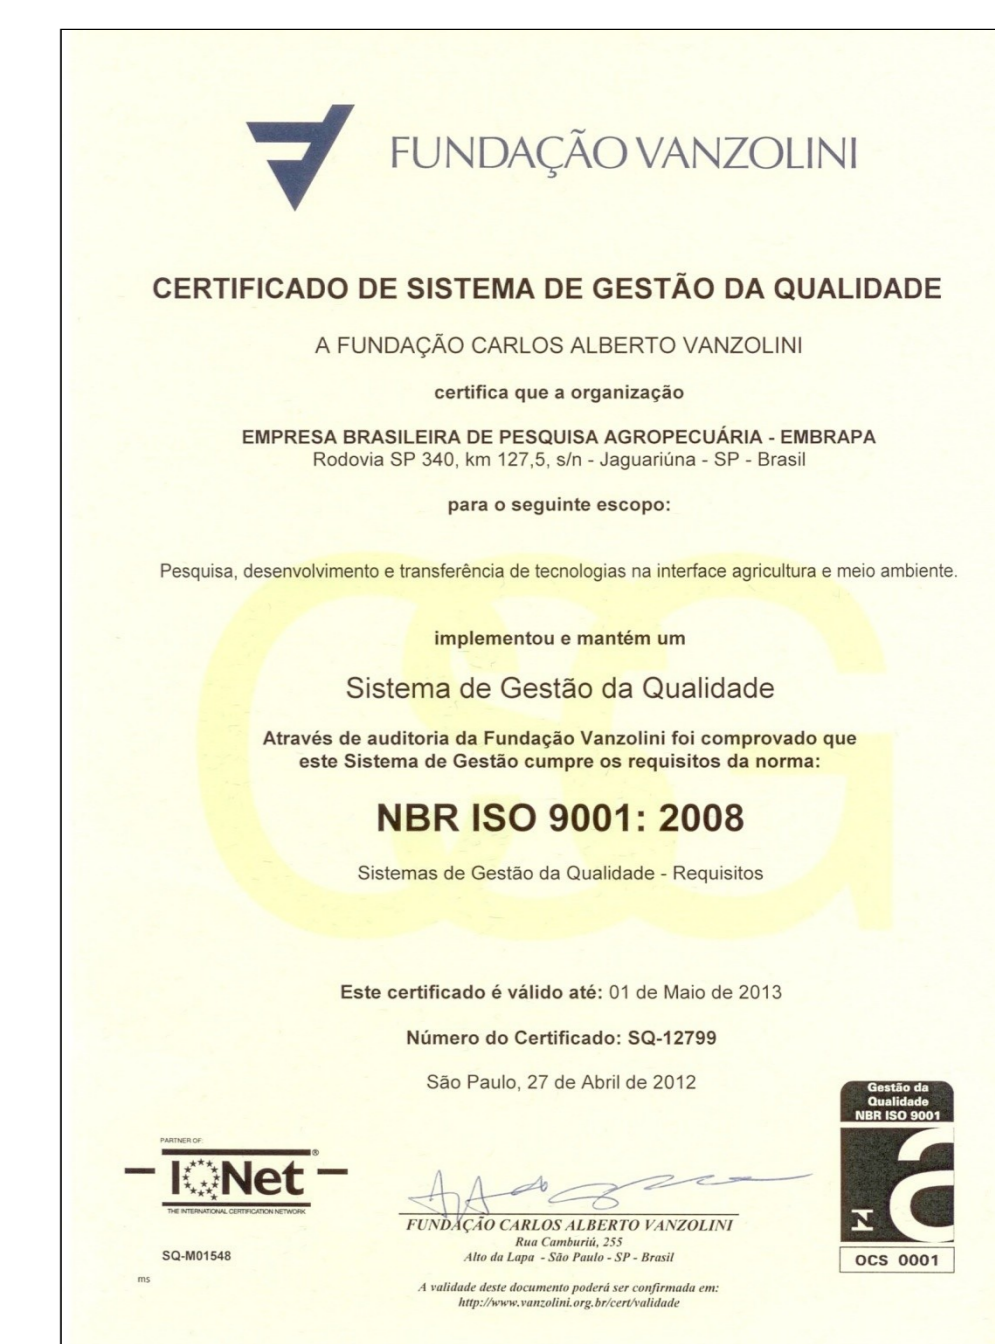 FUNDAÇÃO VANZOLINI
CERTIFICADO DE SISTEMA DE GESTÃO DA QUALIDADE
A FUNDAÇÃO CARLOS ALBERTO VANZOLINI
certifica que a organização
EMPRESA BRASILEIRA DE PESQUISA AGROPECUÁRIA - EMBRAPA
Rodovia SP 340, km 127,5, s/n - Jaguariúna - SP - Brasil
para o seguinte escopo:
Pesquisa, desenvolvimento e transferência de tecnologias na interface agricultura e meio ambiente.
implementou e mantém um
Sistema de Gestão da Qualidade
Através de auditoria da Fundação Vanzolini foi comprovado que
este Sistema de Gestão cumpre os requisitos da norma:
NBR ISO 9001: 2008
Sistemas de Gestão da Qualidade - Requisitos
Este certificado é válido até: 01 de Maio de 2013
Número do Certificado: SQ-12799
São Paulo, 27 de Abril de 2012
Gestão da
Qualidade
NBR ISO 9001
OCS 0001
PARTNER OF:
IQNet ®
THE INTERNATIONAL CERTIFICATION NETWORK
SQ-M01548
ms
FUNDAÇÃO CARLOS ALBERTO VANZOLINI
Rua Camburiú, 255
Alto da Lapa - São Paulo - SP - Brasil
A validade deste documento poderá ser confirmada em:
http://www.vanzolini.org.br/cert/validade